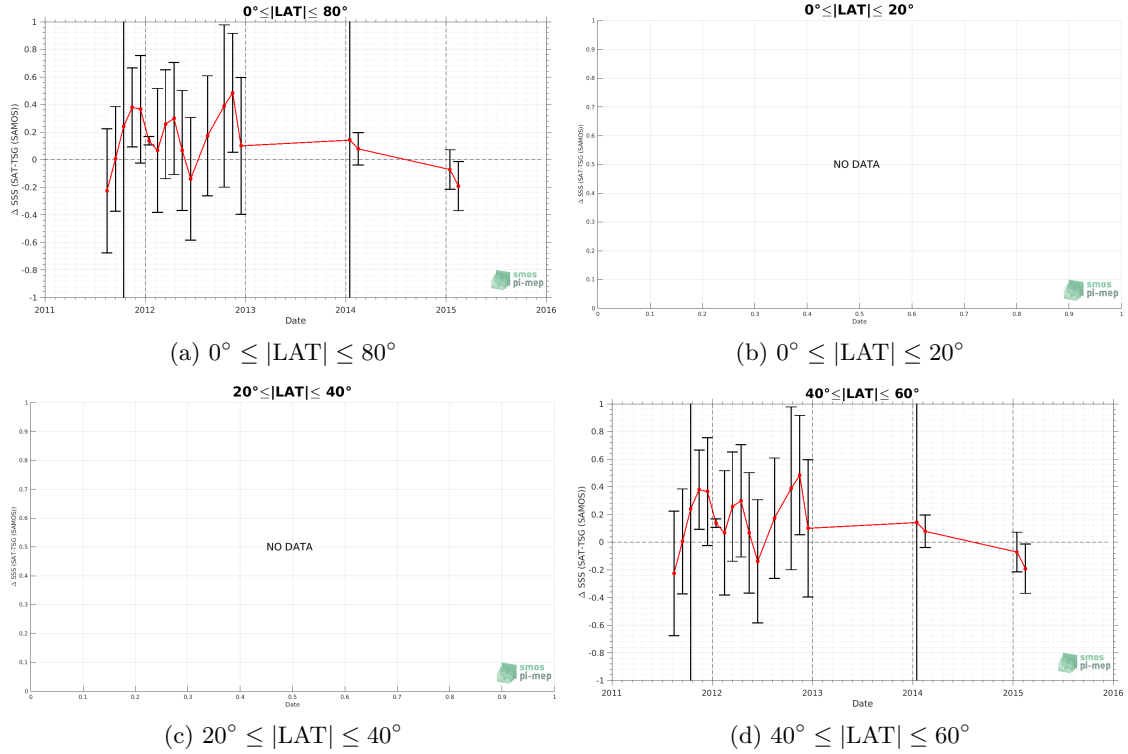 0°≤|LAT|≤ 80°
1
0.8
0.6
0.4
0.2
0
-0.2
-0.4
-0.6
-0.8
-1
Δ SSS (SAT-TSG (SAMOS))
2011 2012 2013 2014 2015 2016
Date
smos
pi-mep
(a) 0° ≤ |LAT| ≤ 80°
0°≤|LAT|≤ 20°
1
0.9
0.8
0.7
0.6
0.5
0.4
0.3
0.2
0.1
0
Δ SSS (SAT-TSG (SAMOS))
NO DATA
0 0.1 0.2 0.3 0.4 0.5 0.6 0.7 0.8 0.9 1
Date
smos
pi-mep
(b) 0° ≤ |LAT| ≤ 20°
20°≤|LAT|≤ 40°
1
0.9
0.8
0.7
0.6
0.5
0.4
0.3
0.2
0.1
0
Δ SSS (SAT-TSG (SAMOS))
NO DATA
0 0.1 0.2 0.3 0.4 0.5 0.6 0.7 0.8 0.9 1
Date
smos
pi-mep
(c) 20° ≤ |LAT| ≤ 40°
40°≤|LAT|≤ 60°
1
0.8
0.6
0.4
0.2
0
-0.2
-0.4
-0.6
-0.8
-1
Δ SSS (SAT-TSG (SAMOS))
2011 2012 2013 2014 2015 2016
Date
smos
pi-mep
(d) 40° ≤ |LAT| ≤ 60°